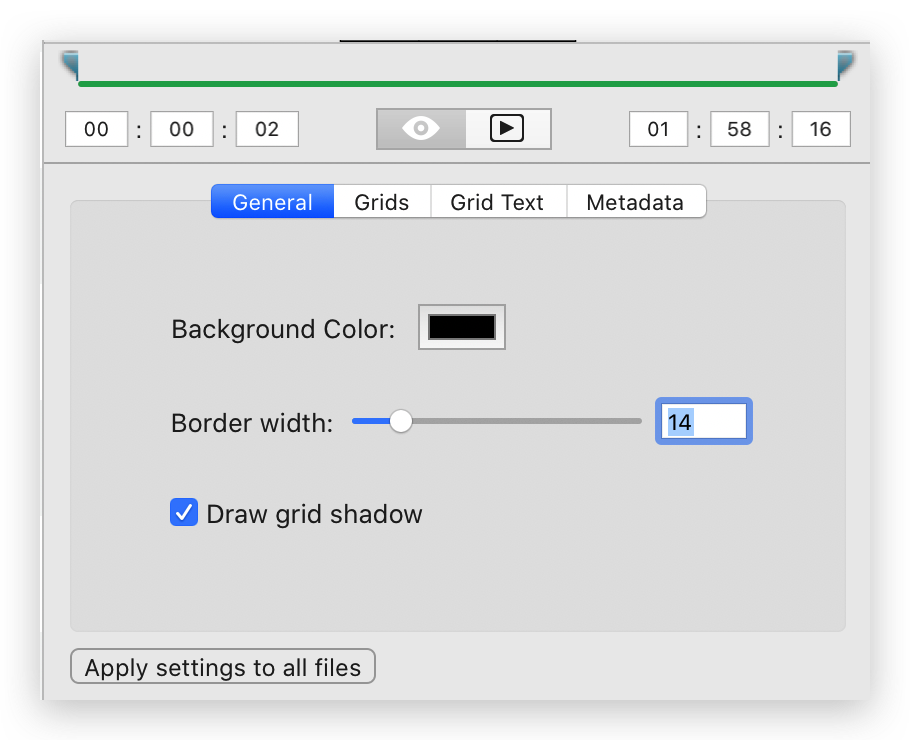 00 : 00 : 02 01 : 58 : 16
General Grids Grid Text Metadata
Background Color:
Border width: 14
Draw grid shadow
Apply settings to all files